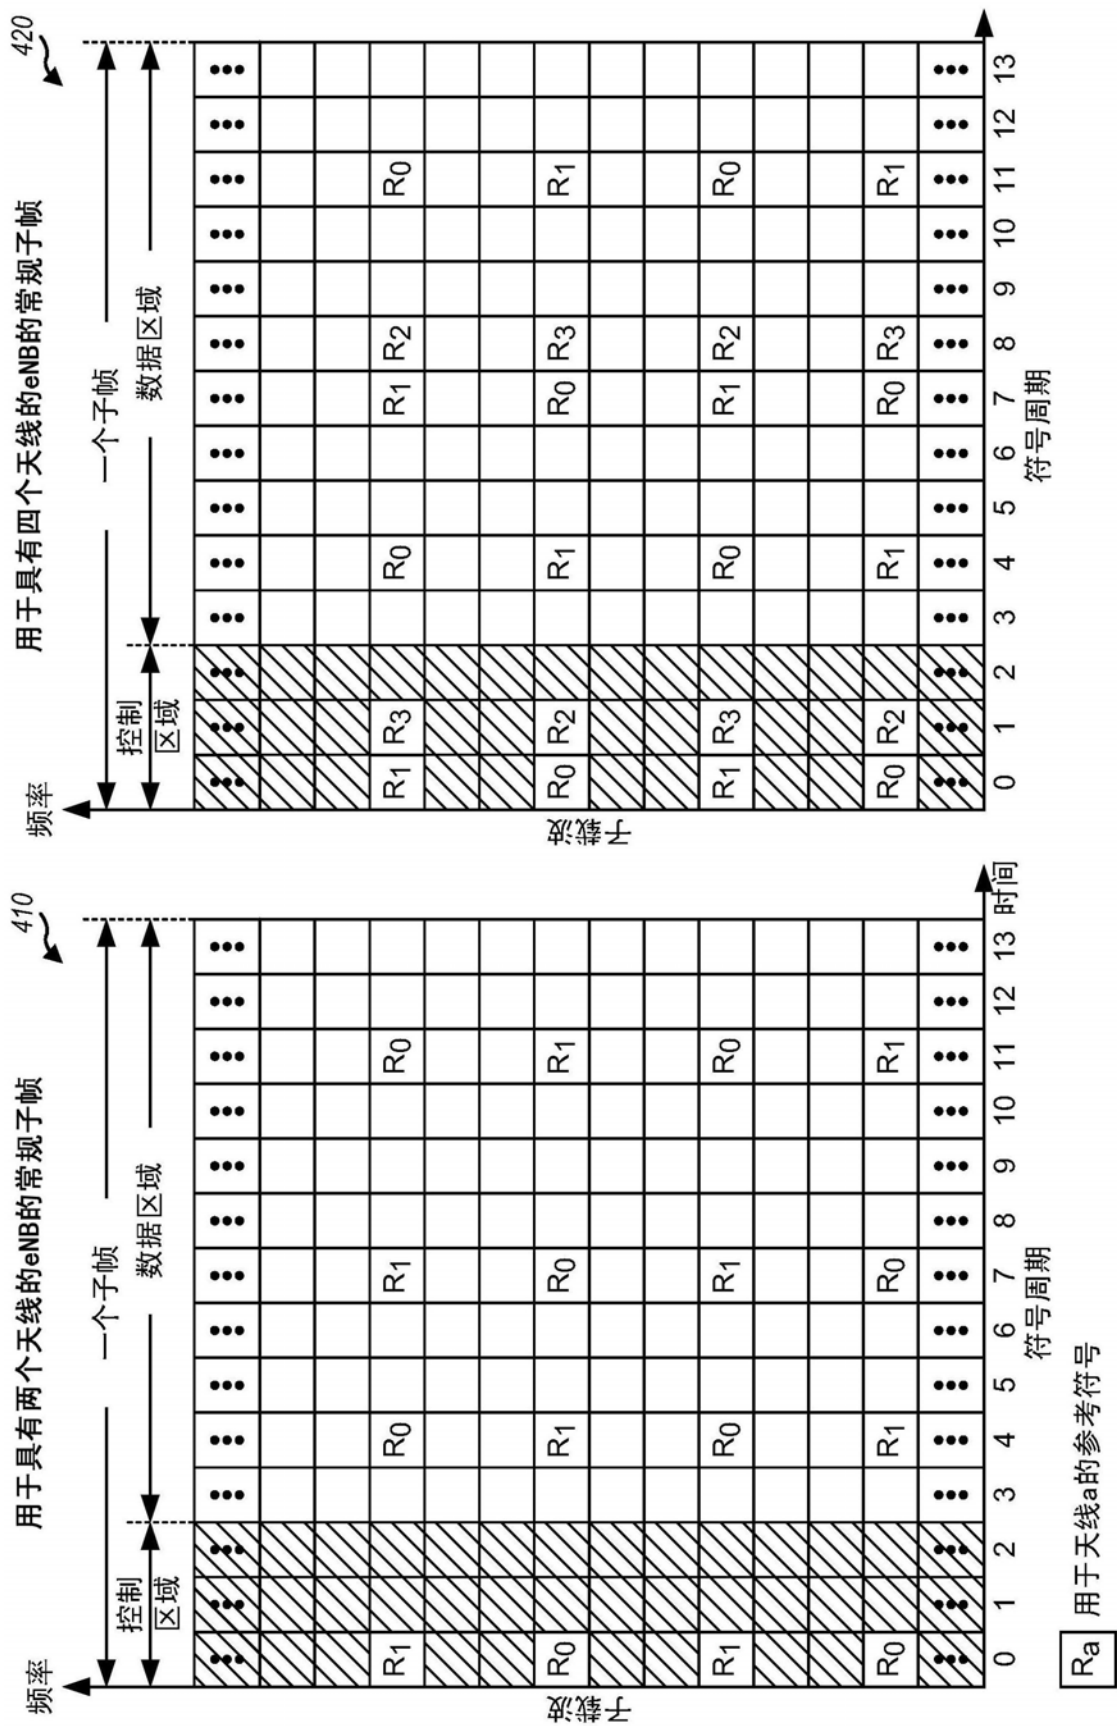 用于具有两个天线的eNB的常规子帧
410
频率
一个子帧
控制
区域
数据区域
子载波
R1 R0 R1 R0
R0 R1 R0 R1
R1 R0 R1 R0
R0 R1 R0 R1
0 1 2 3 4 5 6 7 8 9 10 11 12 13
时间
符号周期
用于具有四个天线的eNB的常规子帧
420
频率
一个子帧
控制
区域
数据区域
子载波
R1 R3 R0 R1 R2 R0
R0 R2 R1 R0 R3 R1
R1 R3 R0 R1 R2 R0
R0 R2 R1 R0 R3 R1
0 1 2 3 4 5 6 7 8 9 10 11 12 13
符号周期
Ra 用于天线a的参考符号